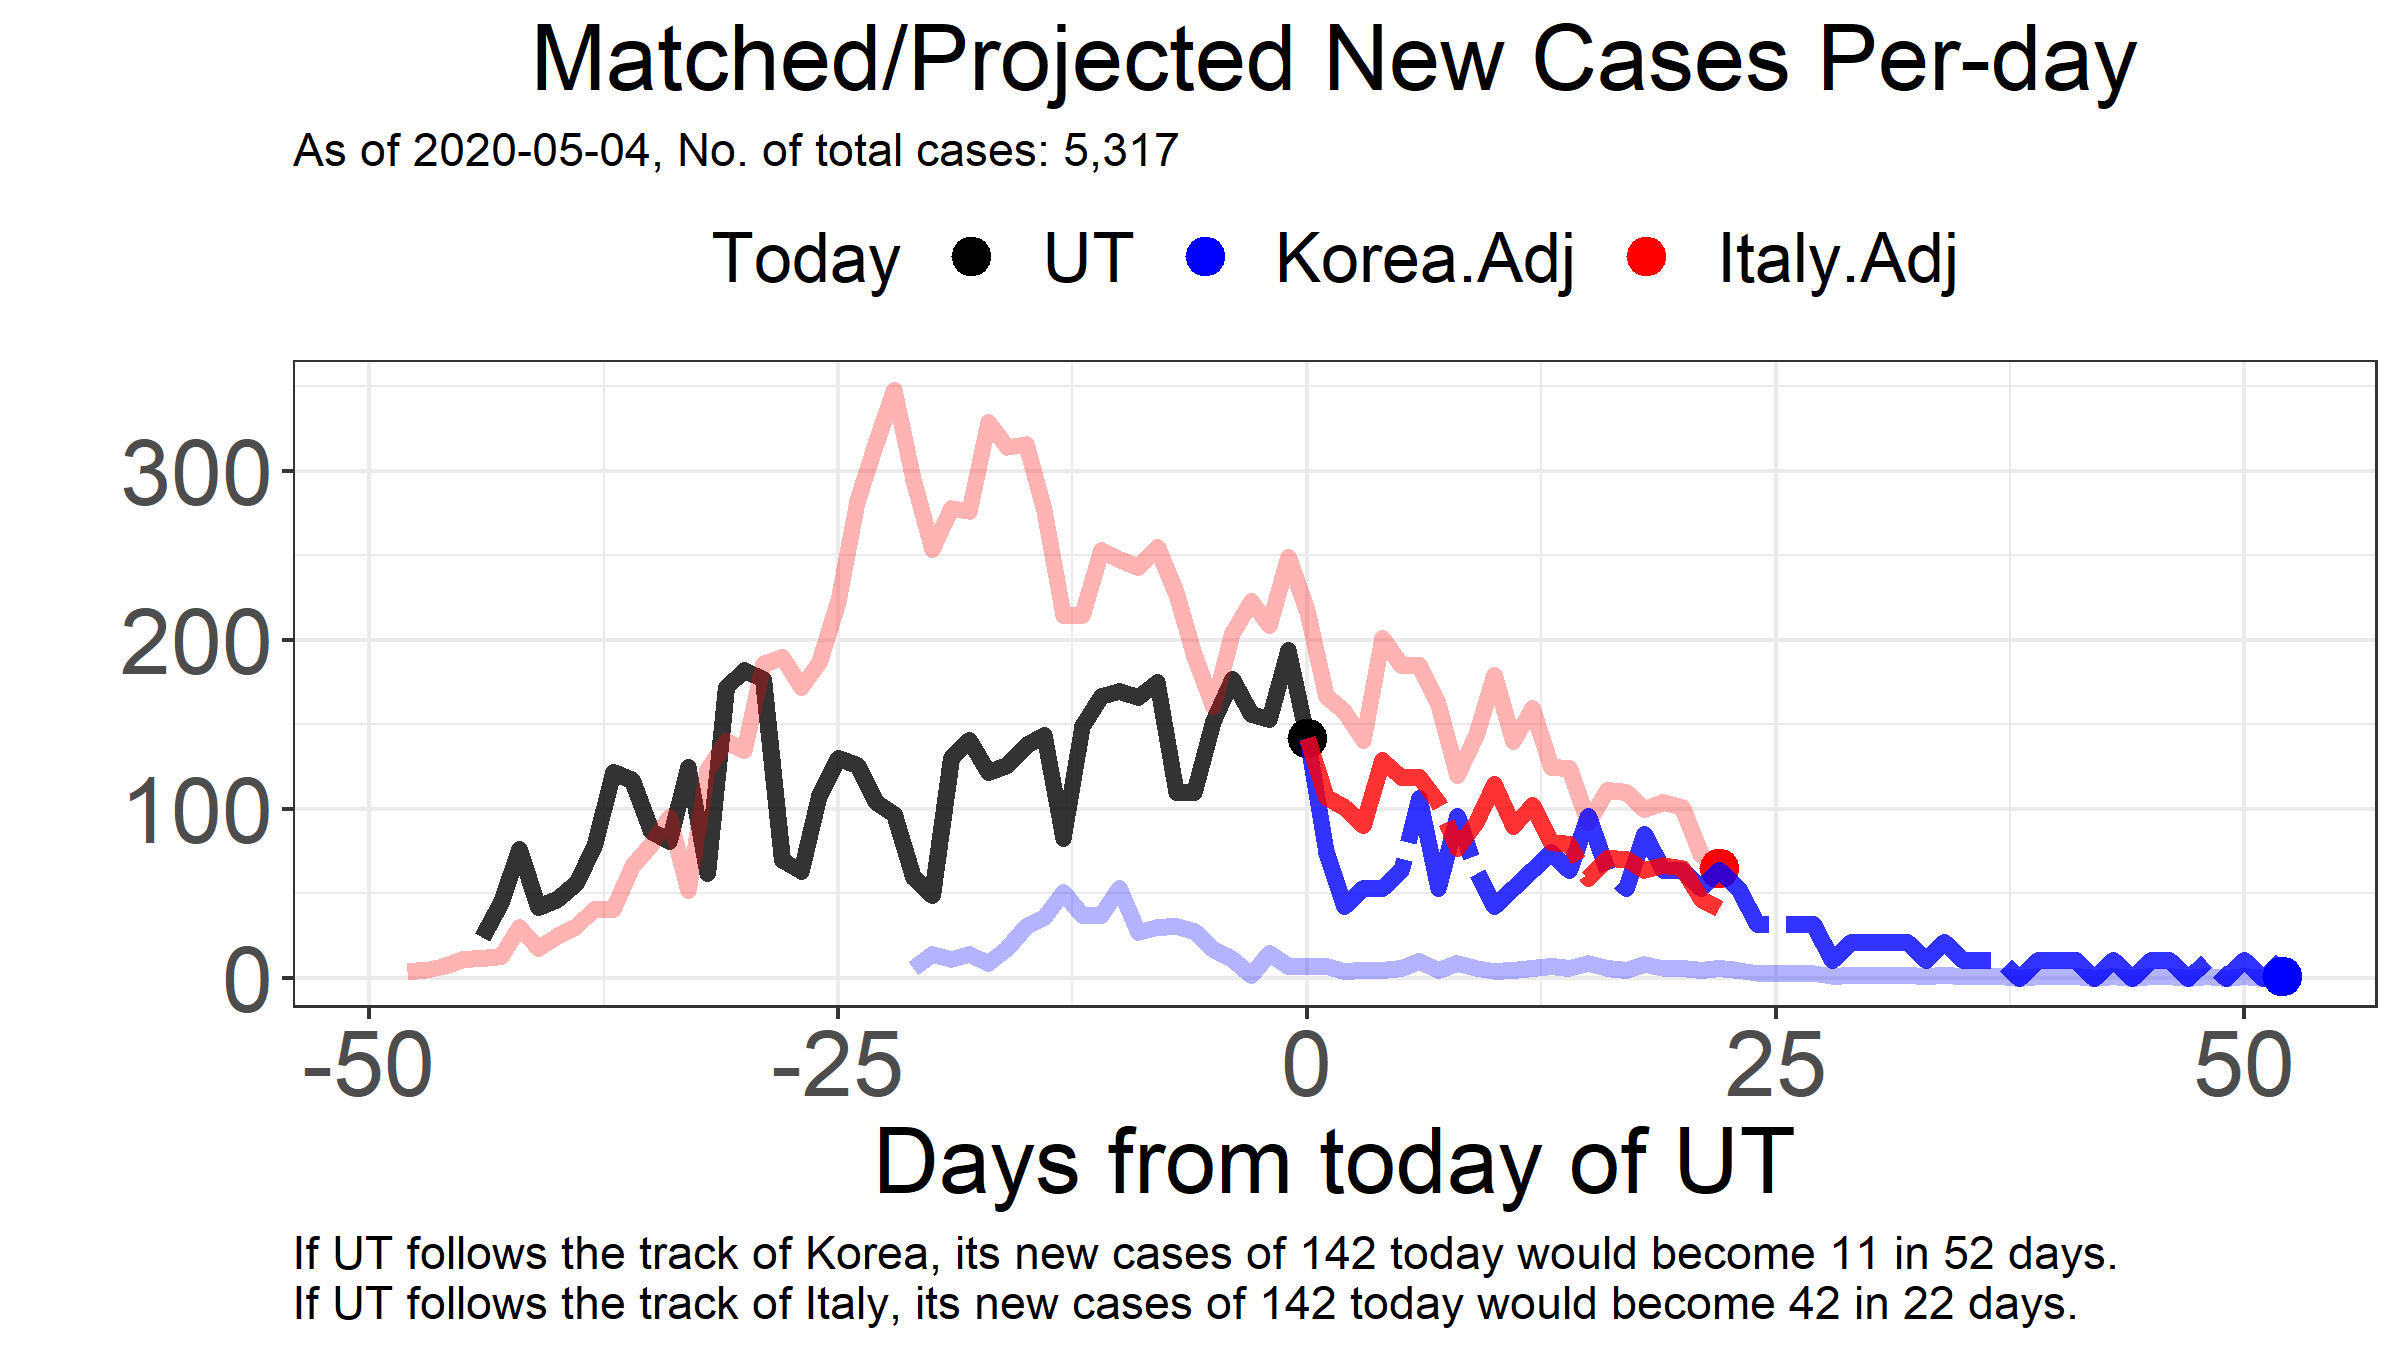 Matched/Projected New Cases Per-day
As of 2020-05-04, No. of total cases: 5,317
Today UT Korea.Adj Italy.Adj
300
200
100
0
-50 -25 0 25 50
Days from today of UT
If UT follows the track of Korea, its new cases of 142 today would become 11 in 52 days.
If UT follows the track of Italy, its new cases of 142 today would become 42 in 22 days.